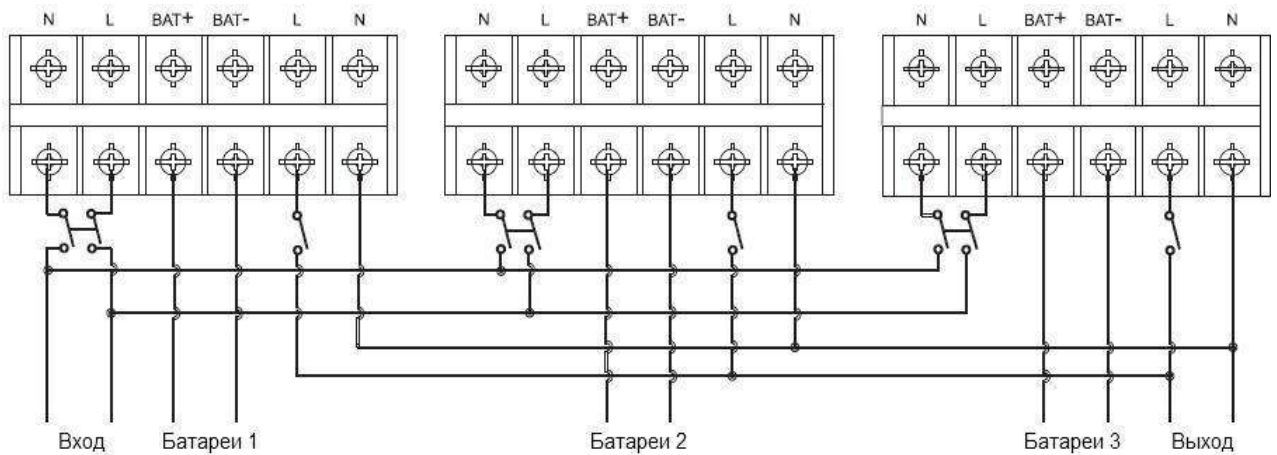 N L BAT+ BAT- L N N L BAT+ BAT- L N N L BAT+ BAT- L N
Вход Батареи 1 Батареи 2 Батареи 3 Выход